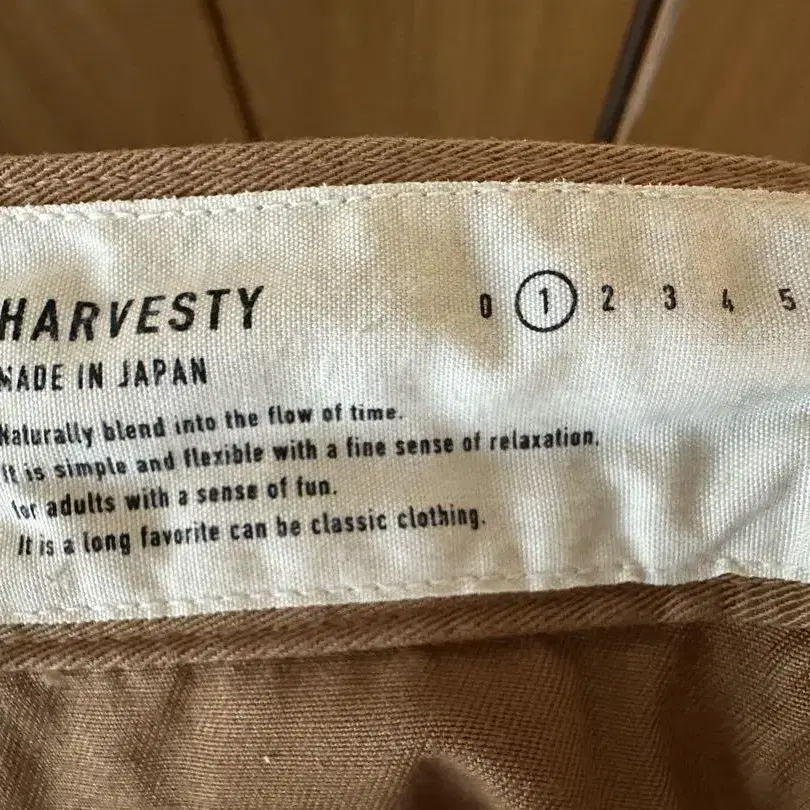 HARVESTY
0 1 2 3 4 5
MADE IN JAPAN
Naturally blend into the flow of time.
It is simple and flexible with a fine sense of relaxation.
for adults with a sense of fun.
It is a long favorite can be classic clothing.